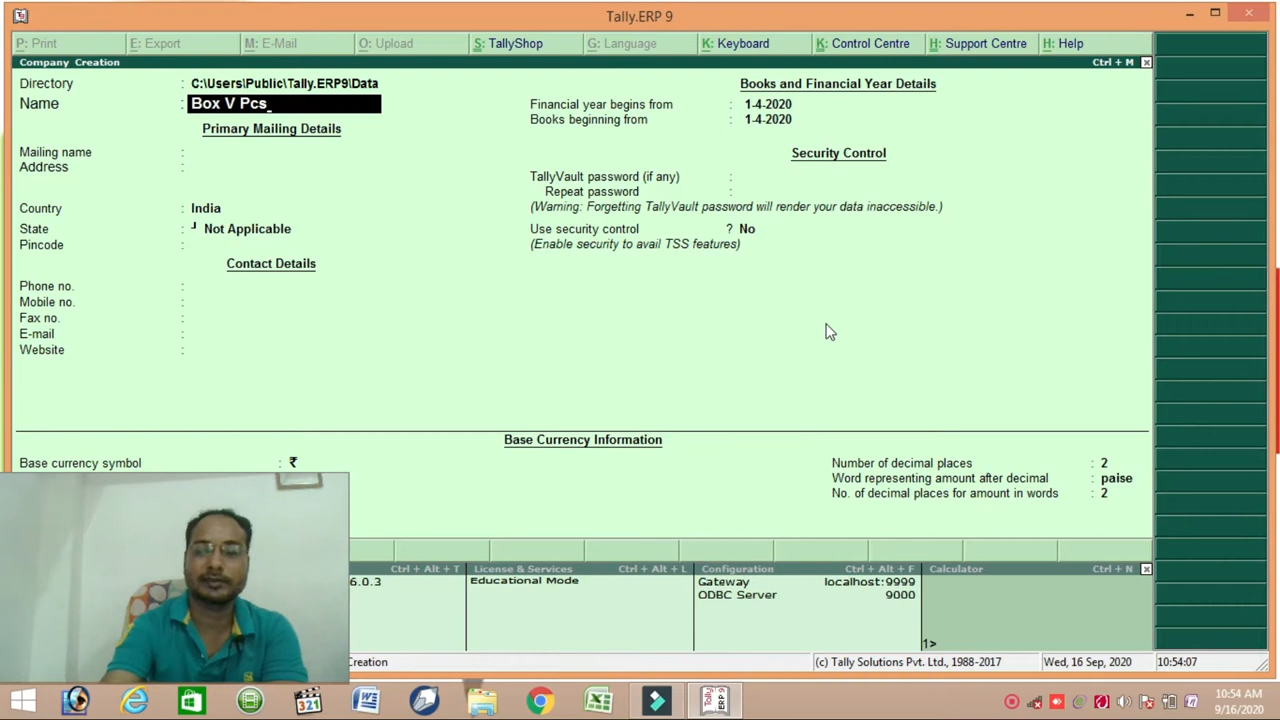 Tally.ERP 9
P: Print E: Export M: E-Mail O: Upload S: TallyShop G: Language K: Keyboard K: Control Centre H: Support Centre H: Help
Company Creation Ctrl + M
Directory : C:\Users\Public\Tally.ERP9\Data
Name : Box V Pcs_
Primary Mailing Details
Mailing name :
Address :
Country : India
State : ┘ Not Applicable
Pincode :
Contact Details
Phone no. :
Mobile no. :
Fax no. :
E-mail :
Website :
Books and Financial Year Details
Financial year begins from : 1-4-2020
Books beginning from : 1-4-2020
Security Control
TallyVault password (if any) :
Repeat password :
(Warning: Forgetting TallyVault password will render your data inaccessible.)
Use security control ? No
(Enable security to avail TSS features)
Base Currency Information
Base currency symbol : ₹
Number of decimal places : 2
Word representing amount after decimal : paise
No. of decimal places for amount in words : 2
Ctrl + Alt + T License & Services Ctrl + Alt + L Configuration Ctrl + Alt + F Calculator Ctrl + N
6.0.3 Educational Mode Gateway localhost:9999
ODBC Server 9000
1>
Creation (c) Tally Solutions Pvt. Ltd., 1988-2017 Wed, 16 Sep, 2020 10:54:07
321
10:54 AM
9/16/2020